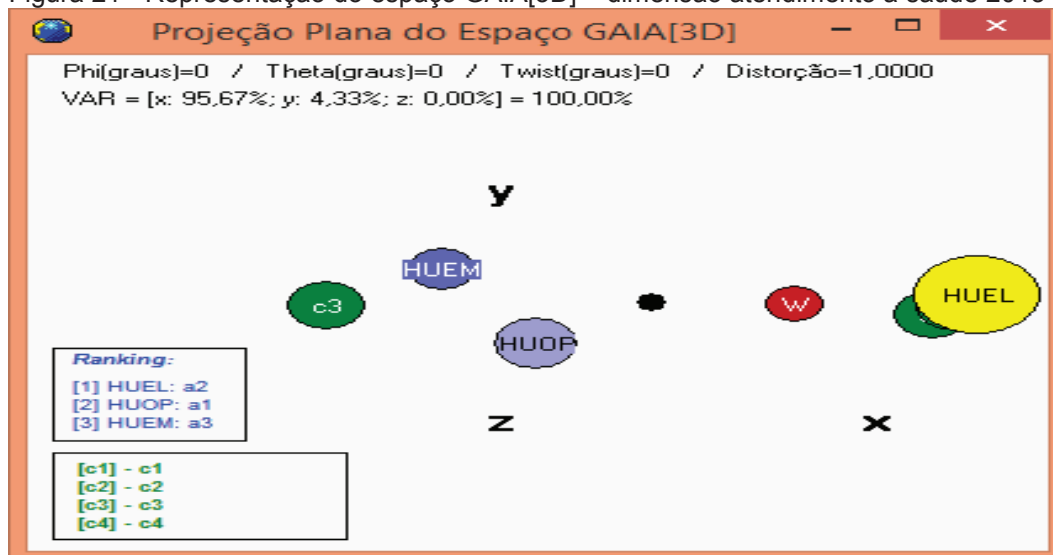 Projeção Plana do Espaço GAIA[3D]
Phi(graus)=0 / Theta(graus)=0 / Twist(graus)=0 / Distorção=1,0000
VAR = [x: 95,67%; y: 4,33%; z: 0,00%] = 100,00%
y
HUEM
c3
W
HUEL
HUOP
Ranking:
[1] HUEL: a2
[2] HUOP: a1
[3] HUEM: a3
z
x
[c1] - c1
[c2] - c2
[c3] - c3
[c4] - c4